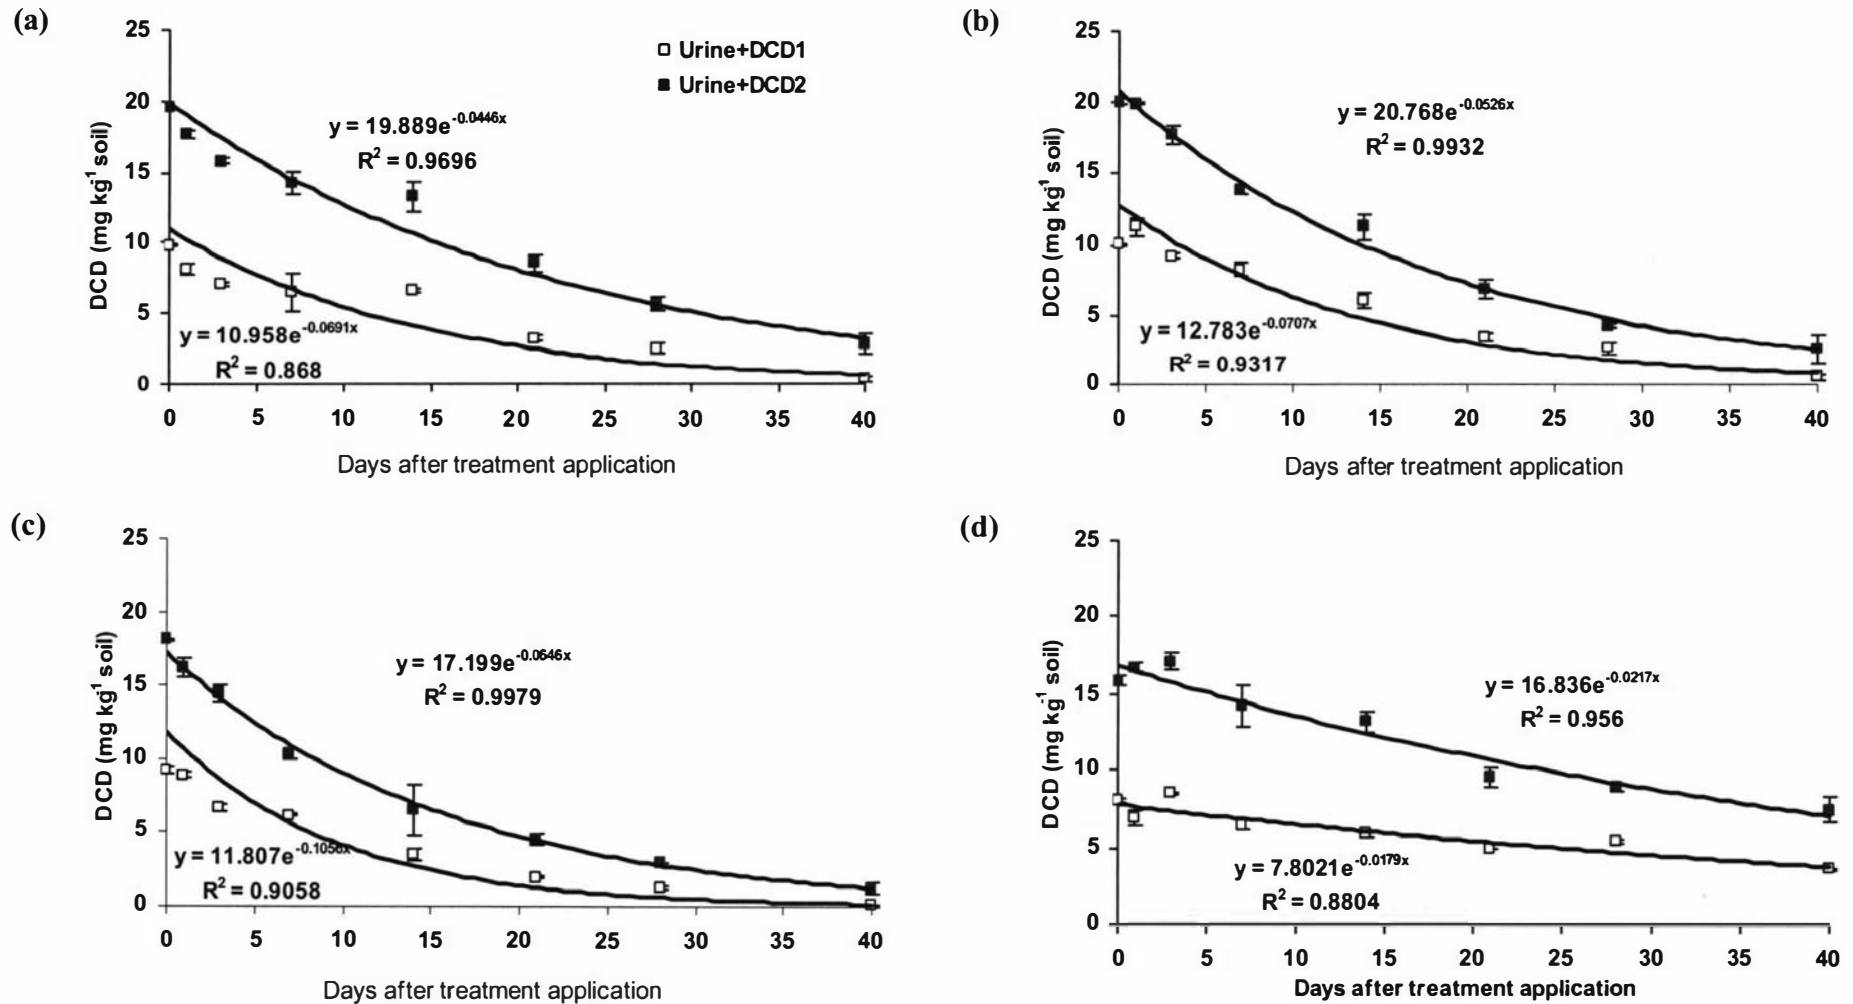 (a)
25
20
15
10
5
0
DCD (mg kg⁻¹ soil)
□ Urine+DCD1
■ Urine+DCD2
y = 19.889e^-0.0446x
R² = 0.9696
y = 10.958e^-0.0691x
R² = 0.868
0 5 10 15 20 25 30 35 40
Days after treatment application
(b)
25
20
15
10
5
0
DCD (mg kg⁻¹ soil)
y = 20.768e^-0.0526x
R² = 0.9932
y = 12.783e^-0.0707x
R² = 0.9317
0 5 10 15 20 25 30 35 40
Days after treatment application
(c)
25
20
15
10
5
0
DCD (mg kg⁻¹ soil)
y = 17.199e^-0.0646x
R² = 0.9979
y = 11.807e^-0.1056x
R² = 0.9058
0 5 10 15 20 25 30 35 40
Days after treatment application
(d)
25
20
15
10
5
0
DCD (mg kg⁻¹ soil)
y = 16.836e^-0.0217x
R² = 0.956
y = 7.8021e^-0.0179x
R² = 0.8804
0 5 10 15 20 25 30 35 40
Days after treatment application